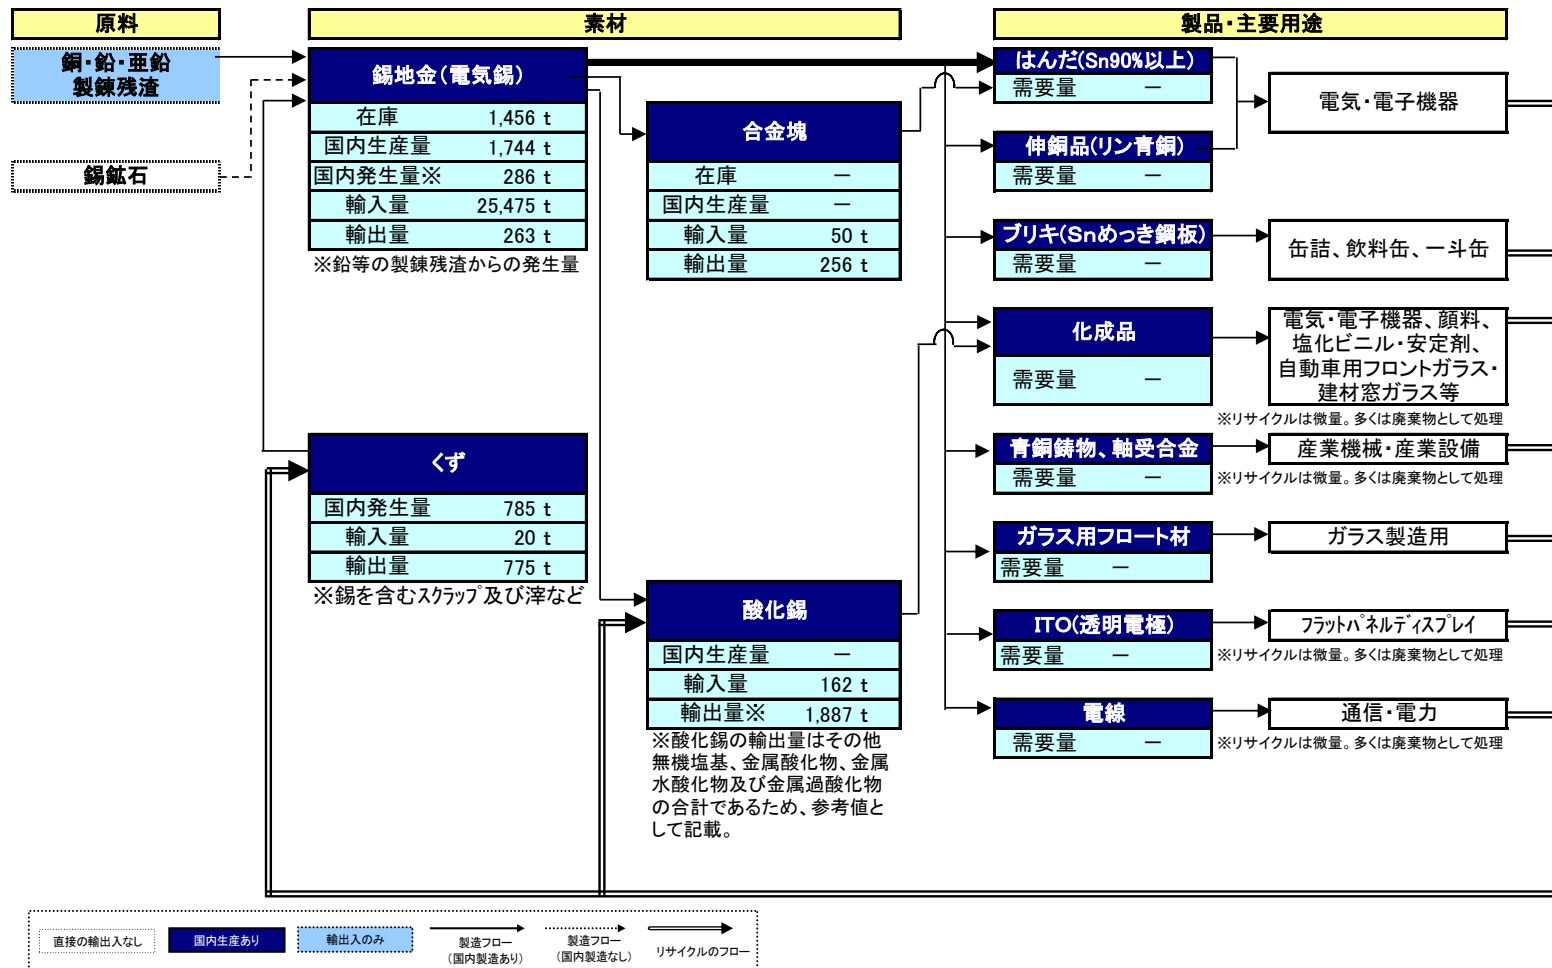 原料
素材
製品・主要用途
銅・鉛・亜鉛
製錬残渣
錫鉱石
錫地金(電気錫)
在庫 1,456 t
国内生産量 1,744 t
国内発生量※ 286 t
輸入量 25,475 t
輸出量 263 t
※鉛等の製錬残渣からの発生量
くず
国内発生量 785 t
輸入量 20 t
輸出量 775 t
※錫を含むスクラップ及び滓など
合金塊
在庫 －
国内生産量 －
輸入量 50 t
輸出量 256 t
酸化錫
国内生産量 －
輸入量 162 t
輸出量※ 1,887 t
※酸化錫の輸出量はその他
無機塩基、金属酸化物、金属
水酸化物及び金属過酸化物
の合計であるため、参考値と
して記載。
はんだ(Sn90%以上)
需要量 －
伸銅品(リン青銅)
需要量 －
電気・電子機器
ブリキ(Snめっき鋼板)
需要量 －
缶詰、飲料缶、一斗缶
化成品
需要量 －
電気・電子機器、顔料、
塩化ビニル・安定剤、
自動車用フロントガラス・
建材窓ガラス等
※リサイクルは微量。多くは廃棄物として処理
青銅鋳物、軸受合金
需要量 －
産業機械・産業設備
※リサイクルは微量。多くは廃棄物として処理
ガラス用フロート材
需要量 －
ガラス製造用
ITO(透明電極)
需要量 －
フラットパネルディスプレイ
※リサイクルは微量。多くは廃棄物として処理
電線
需要量 －
通信・電力
※リサイクルは微量。多くは廃棄物として処理
直接の輸出入なし
国内生産あり
輸出入のみ
製造フロー
(国内製造あり)
製造フロー
(国内製造なし)
リサイクルのフロー